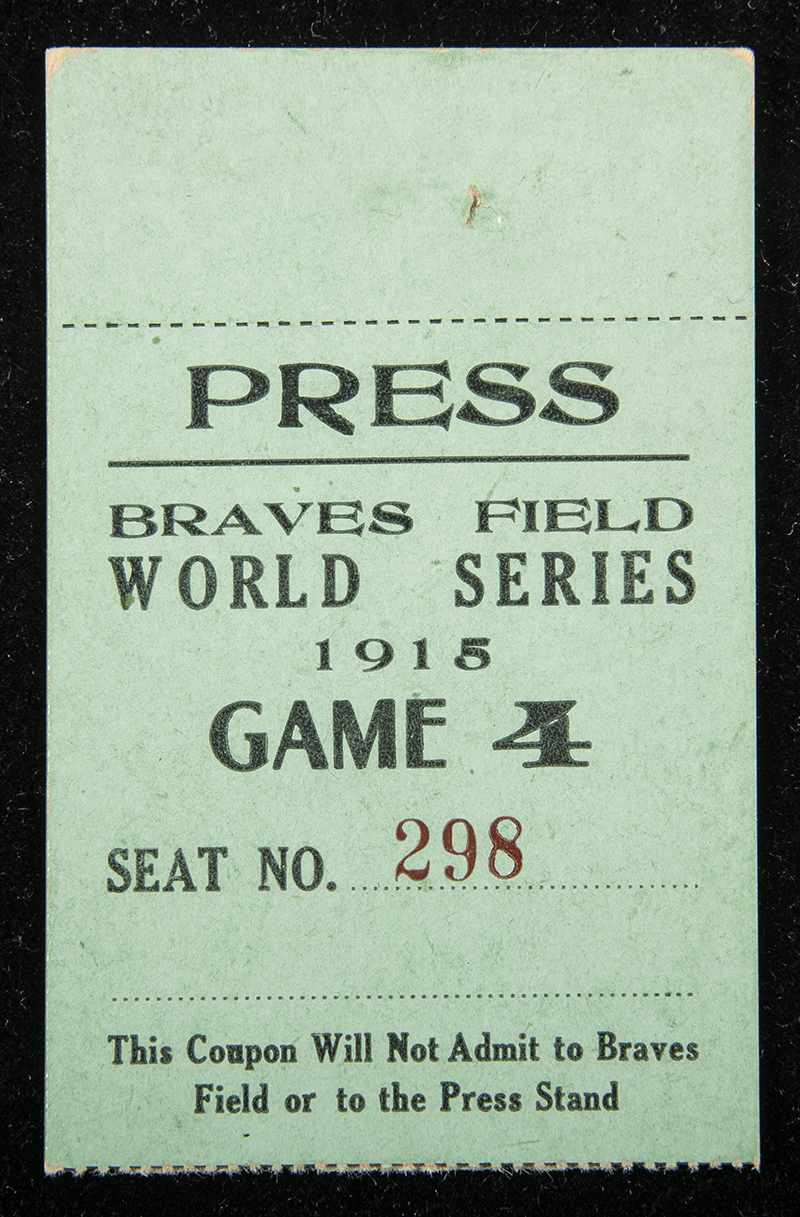 PRESS
BRAVES FIELD
WORLD SERIES
1915
GAME 4
SEAT NO. 298
This Coupon Will Not Admit to Braves
Field or to the Press Stand